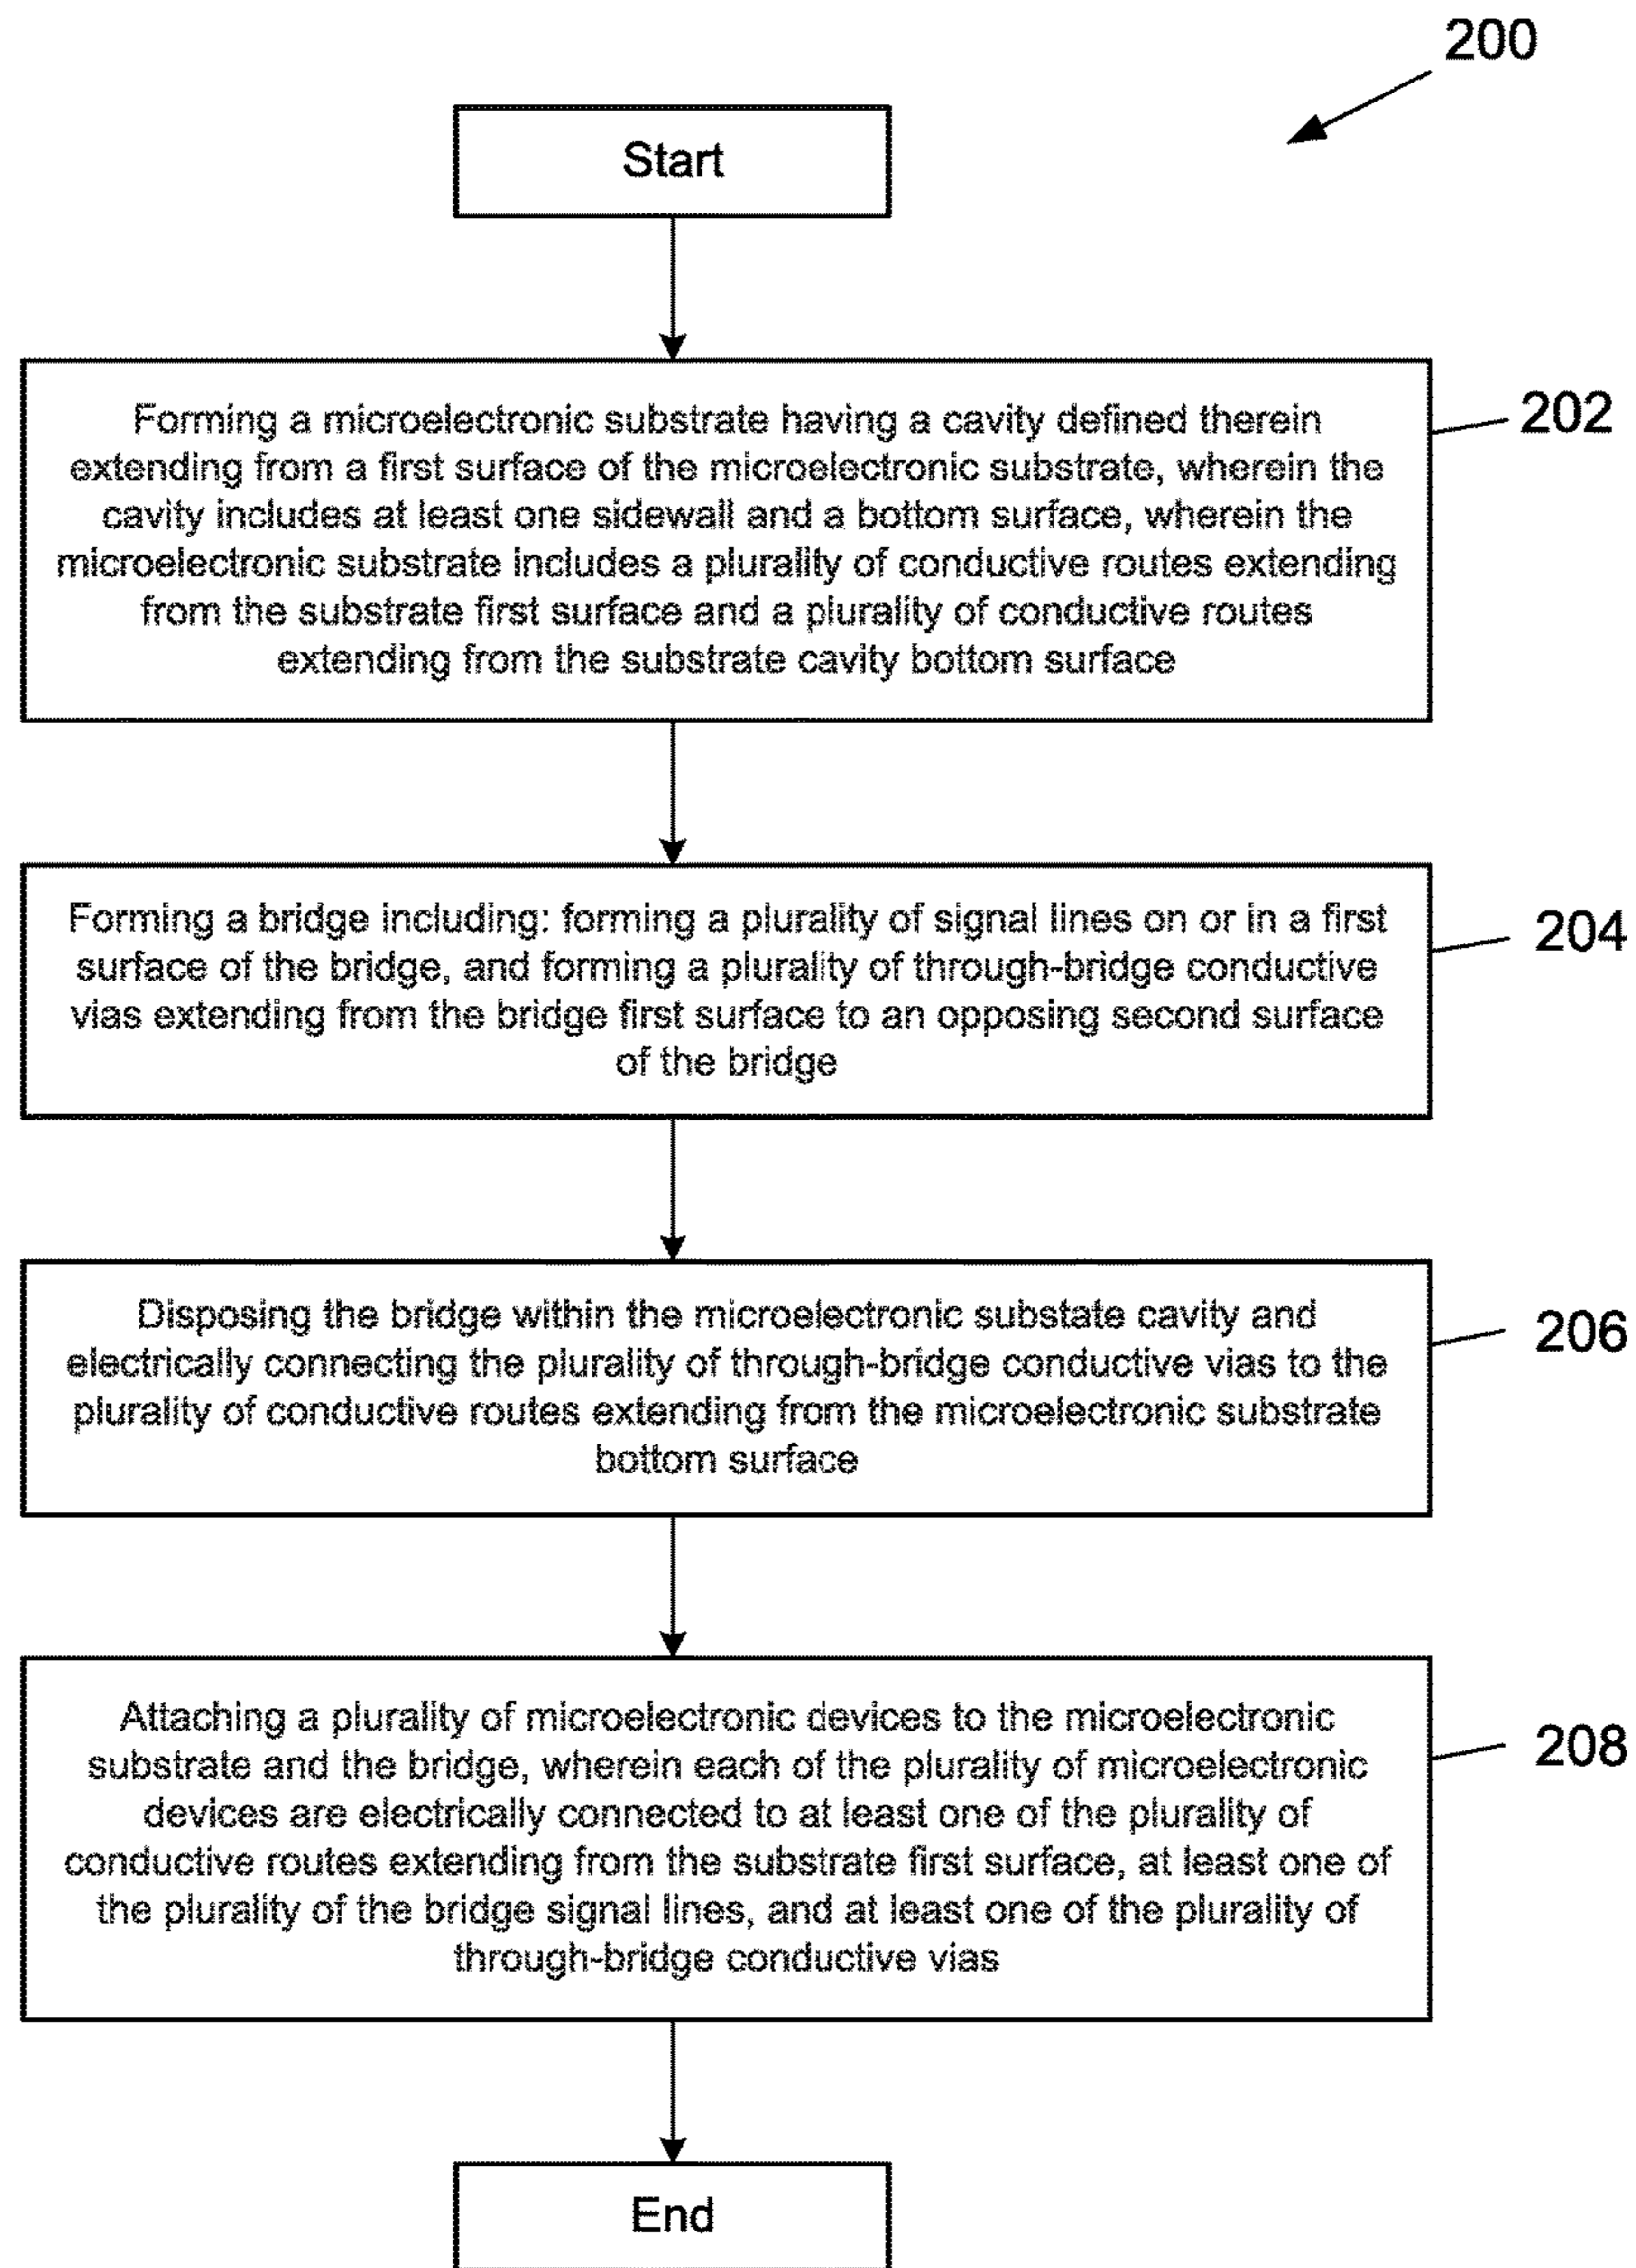 200
Start
Forming a microelectronic substrate having a cavity defined therein
extending from a first surface of the microelectronic substrate, wherein the
cavity includes at least one sidewall and a bottom surface, wherein the
microelectronic substrate includes a plurality of conductive routes extending
from the substrate first surface and a plurality of conductive routes
extending from the substrate cavity bottom surface
202
Forming a bridge including: forming a plurality of signal lines on or in a first
surface of the bridge, and forming a plurality of through-bridge conductive
vias extending from the bridge first surface to an opposing second surface
of the bridge
204
Disposing the bridge within the microelectronic substate cavity and
electrically connecting the plurality of through-bridge conductive vias to the
plurality of conductive routes extending from the microelectronic substrate
bottom surface
206
Attaching a plurality of microelectronic devices to the microelectronic
substrate and the bridge, wherein each of the plurality of microelectronic
devices are electrically connected to at least one of the plurality of
conductive routes extending from the substrate first surface, at least one of
the plurality of the bridge signal lines, and at least one of the plurality of
through-bridge conductive vias
208
End